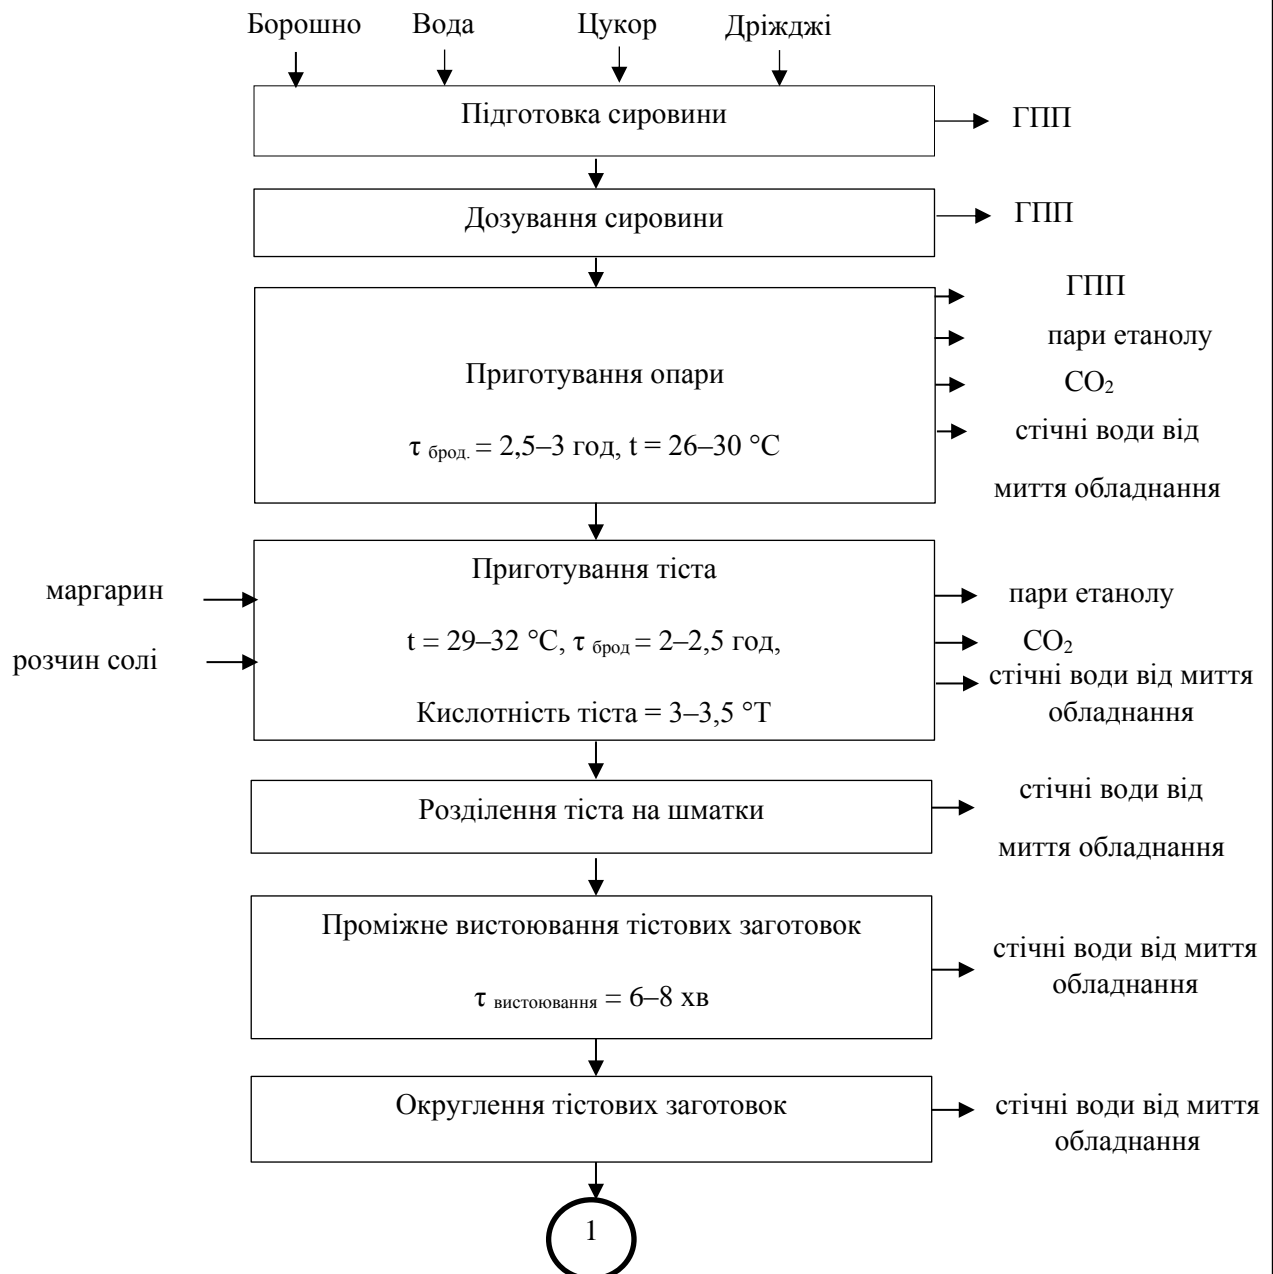 Борошно Вода Цукор Дріжджі
Підготовка сировини
ГПП
Дозування сировини
ГПП
Приготування опари
τ брод. = 2,5–3 год, t = 26–30 °C
ГПП
пари етанолу
CO₂
стічні води від
миття обладнання
маргарин
розчин солі
Приготування тіста
t = 29–32 °C, τ брод = 2–2,5 год,
Кислотність тіста = 3–3,5 °Т
пари етанолу
CO₂
стічні води від миття
обладнання
Розділення тіста на шматки
стічні води від
миття обладнання
Проміжне вистоювання тістових заготовок
τ вистоювання = 6–8 хв
стічні води від миття
обладнання
Округлення тістових заготовок
стічні води від миття
обладнання
1